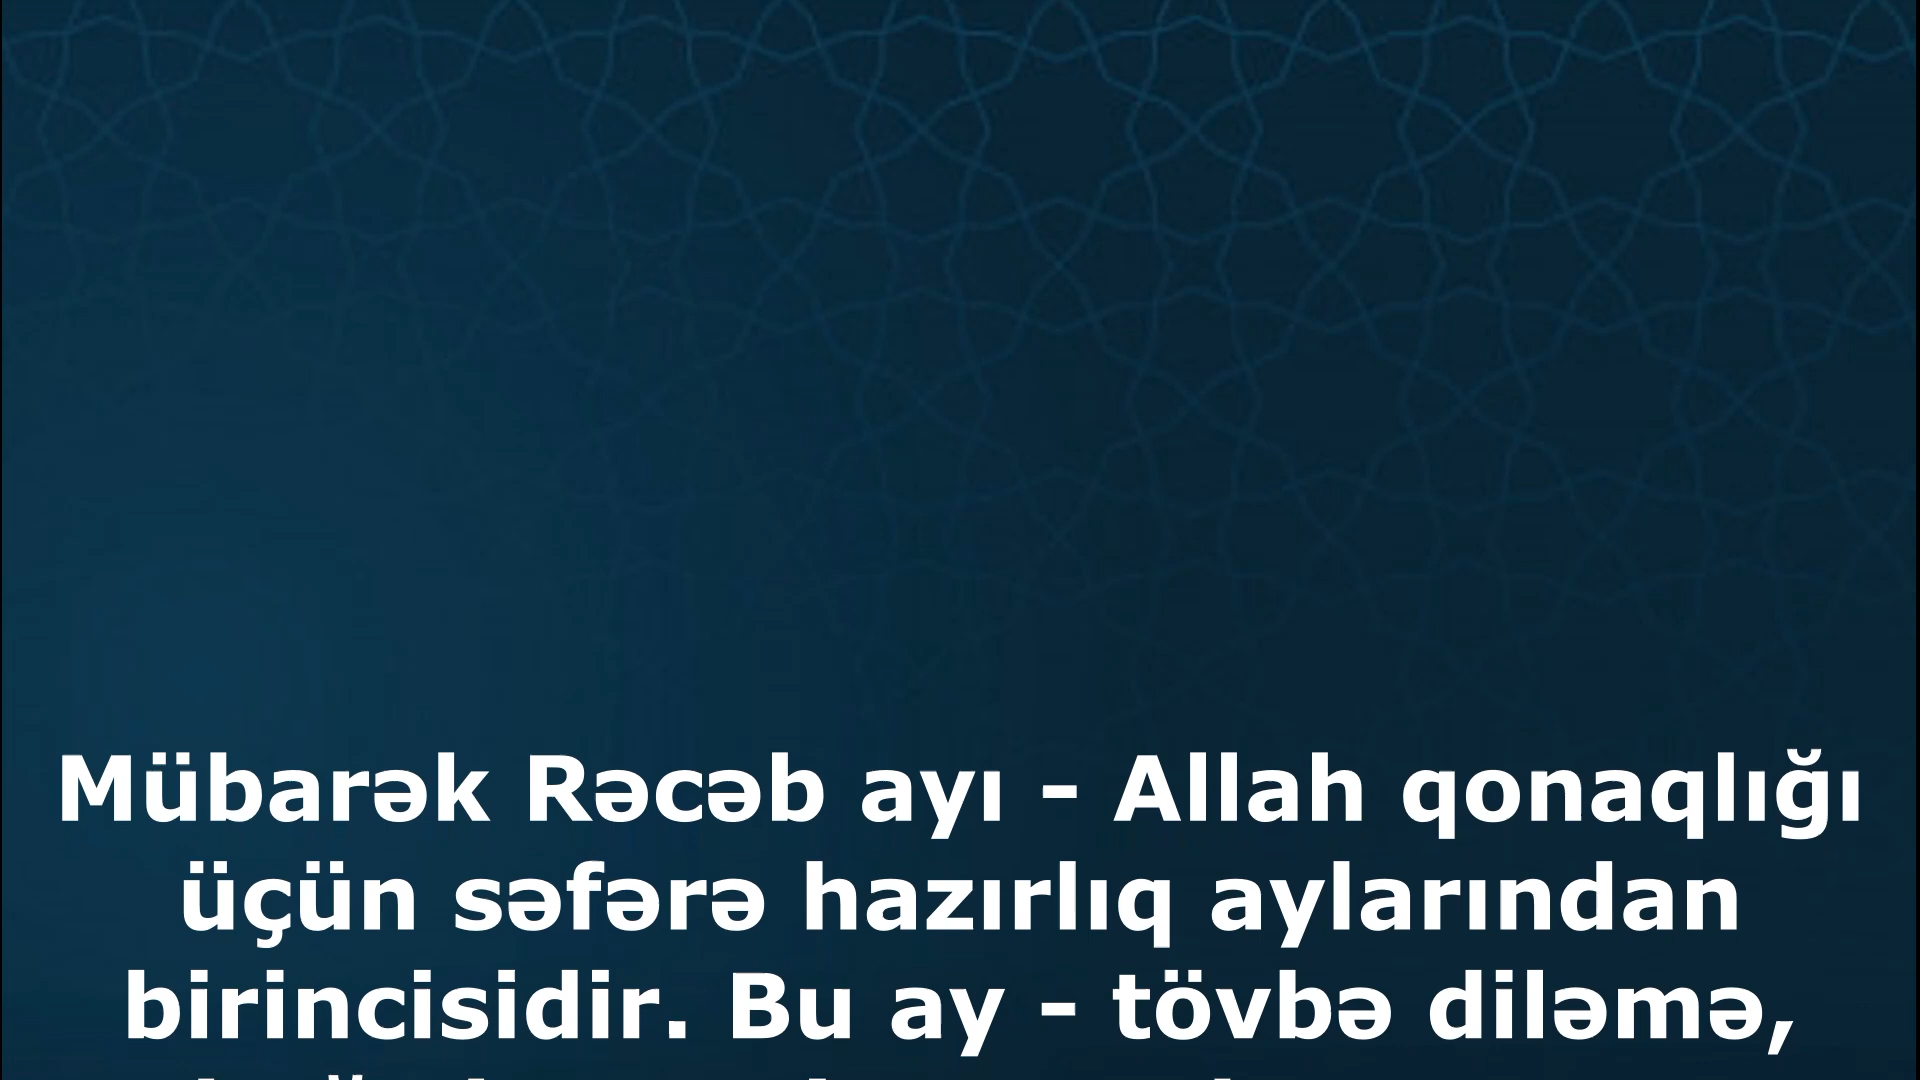 Mübarək Rəcəb ayı - Allah qonaqlığı
üçün səfərə hazırlıq aylarından
birincisidir. Bu ay - tövbə diləmə,